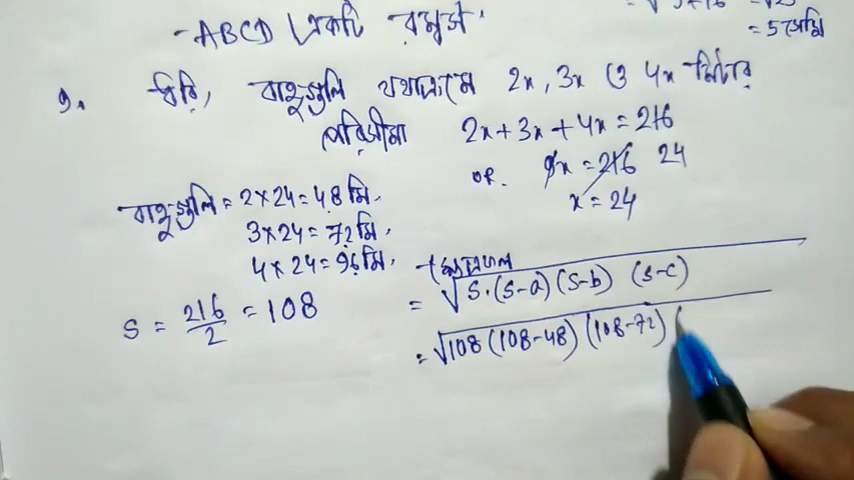 = 5 সেমি
- ABCD একটি রম্বস।
9. ধরি, বাহুগুলি যথাক্রমে 2x, 3x ও 4x মিটার
পরিসীমা 2x + 3x + 4x = 216
or. 9x = 216 24
x = 24
বাহুগুলি = 2 × 24 = 48 মি.
3 × 24 = 72 মি.
4 × 24 = 96 মি.
S = 216/2 = 108
ক্ষেত্রফল
= √S.(S-a)(S-b) (S-c)
= √108 (108-48) (108-72) (